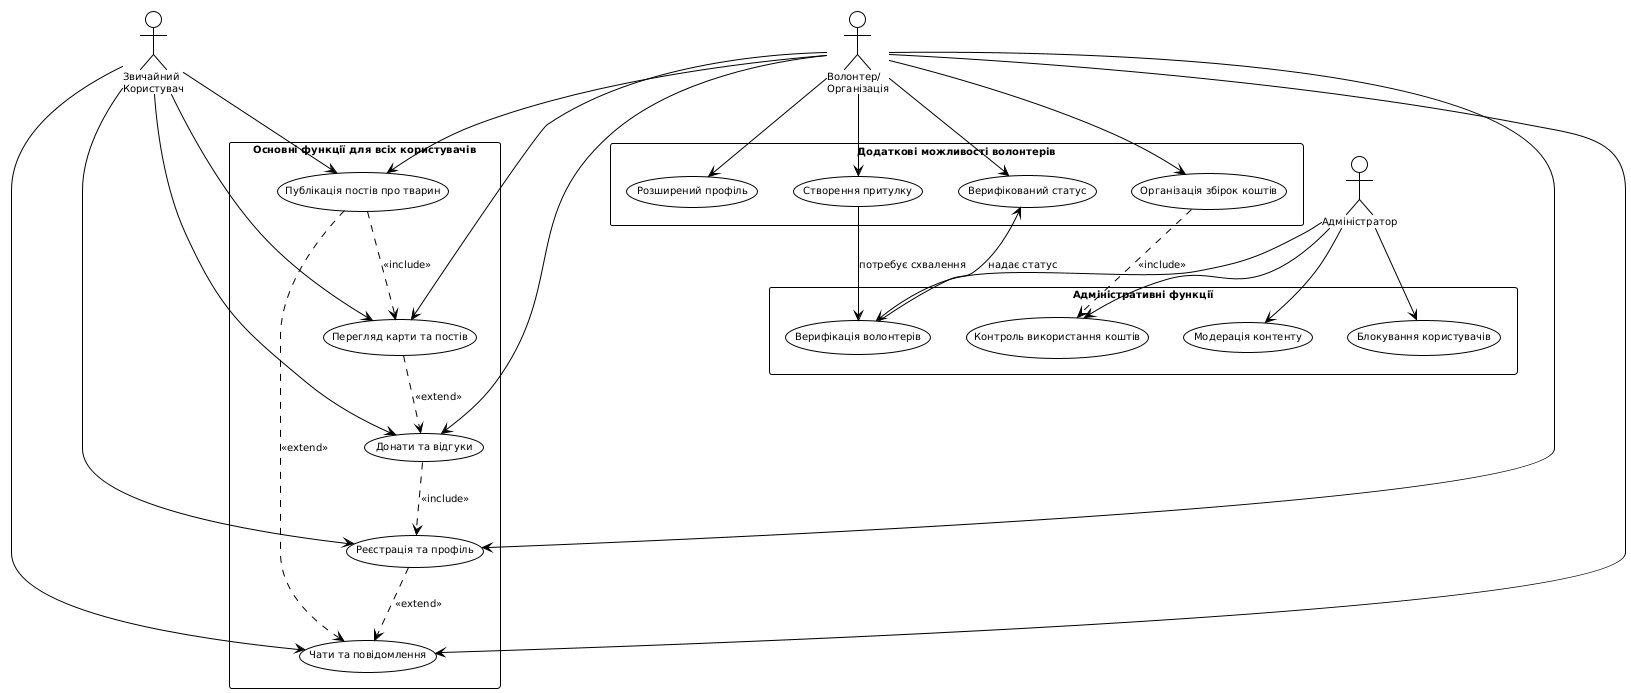 Звичайний
Користувач
Волонтер/
Організація
Основні функції для всіх користувачів
Додаткові можливості волонтерів
Публікація постів про тварин
Розширений профіль
Створення притулку
Верифікований статус
Організація збірок коштів
Адміністратор
«include»
потребує схвалення
надає статус
«include»
Адміністративні функції
Перегляд карти та постів
Верифікація волонтерів
Контроль використання коштів
Модерація контенту
Блокування користувачів
«extend»
Донати та відгуки
«extend»
«include»
Реєстрація та профіль
«extend»
Чати та повідомлення